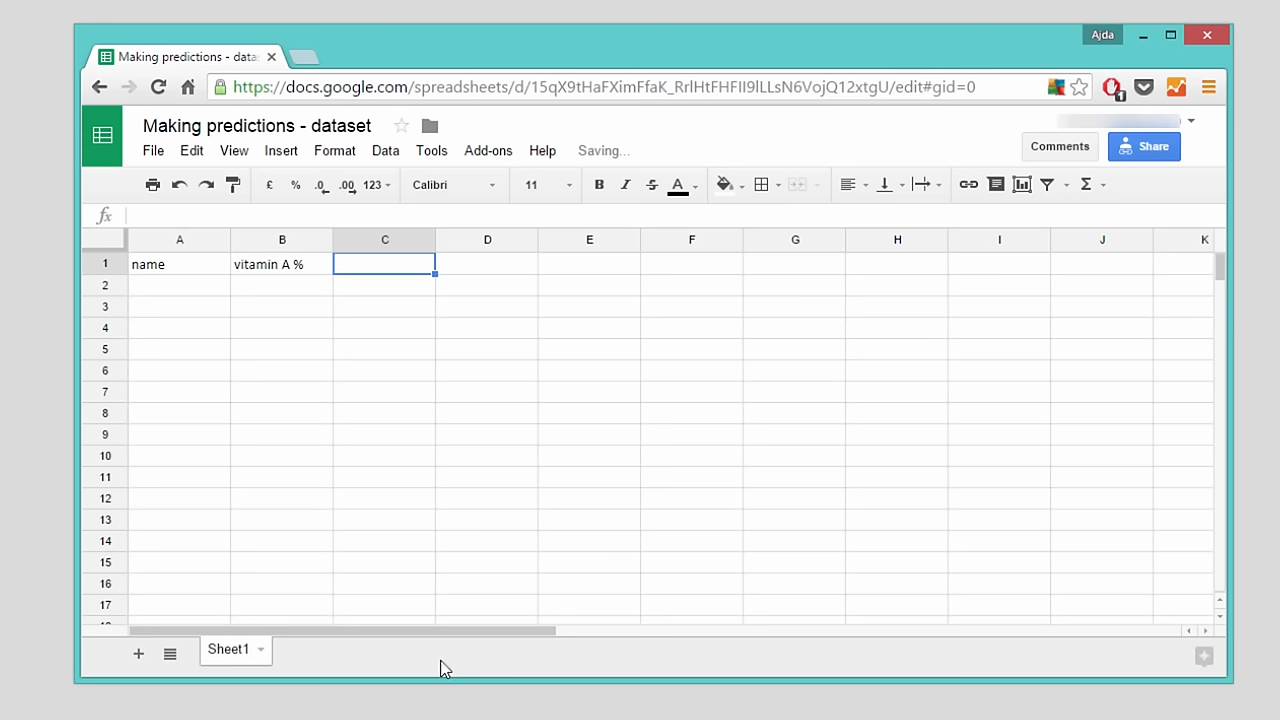 Ajda
Making predictions - data
https://docs.google.com/spreadsheets/d/15qX9tHaFXimFfaK_RrlHtFHFII9lLLsN6VojQ12xtgU/edit#gid=0
1
Making predictions - dataset
File Edit View Insert Format Data Tools Add-ons Help Saving...
Comments
Share
£ % .0 .00 123 Calibri 11 B I S A Σ
fx
A B C D E F G H I J K
1 name vitamin A %
2
3
4
5
6
7
8
9
10
11
12
13
14
15
16
17
Sheet1